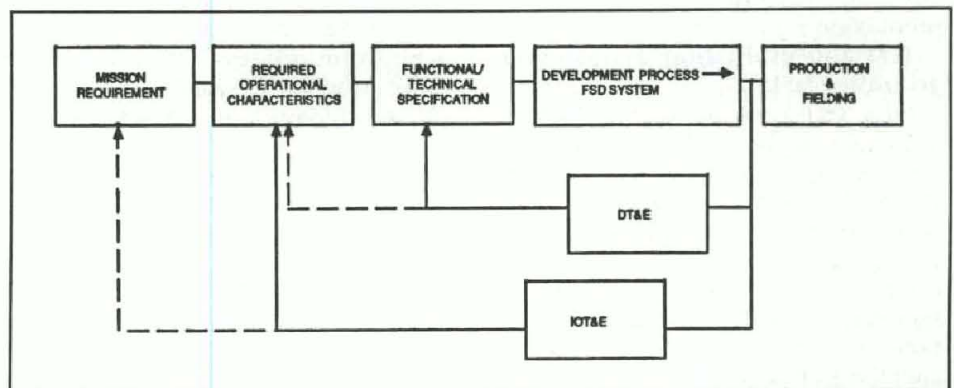 MISSION
REQUIREMENT
REQUIRED
OPERATIONAL
CHARACTERISTICS
FUNCTIONAL/
TECHNICAL
SPECIFICATION
DEVELOPMENT PROCESS
FSD SYSTEM
PRODUCTION
&
FIELDING
DT&E
IOT&E